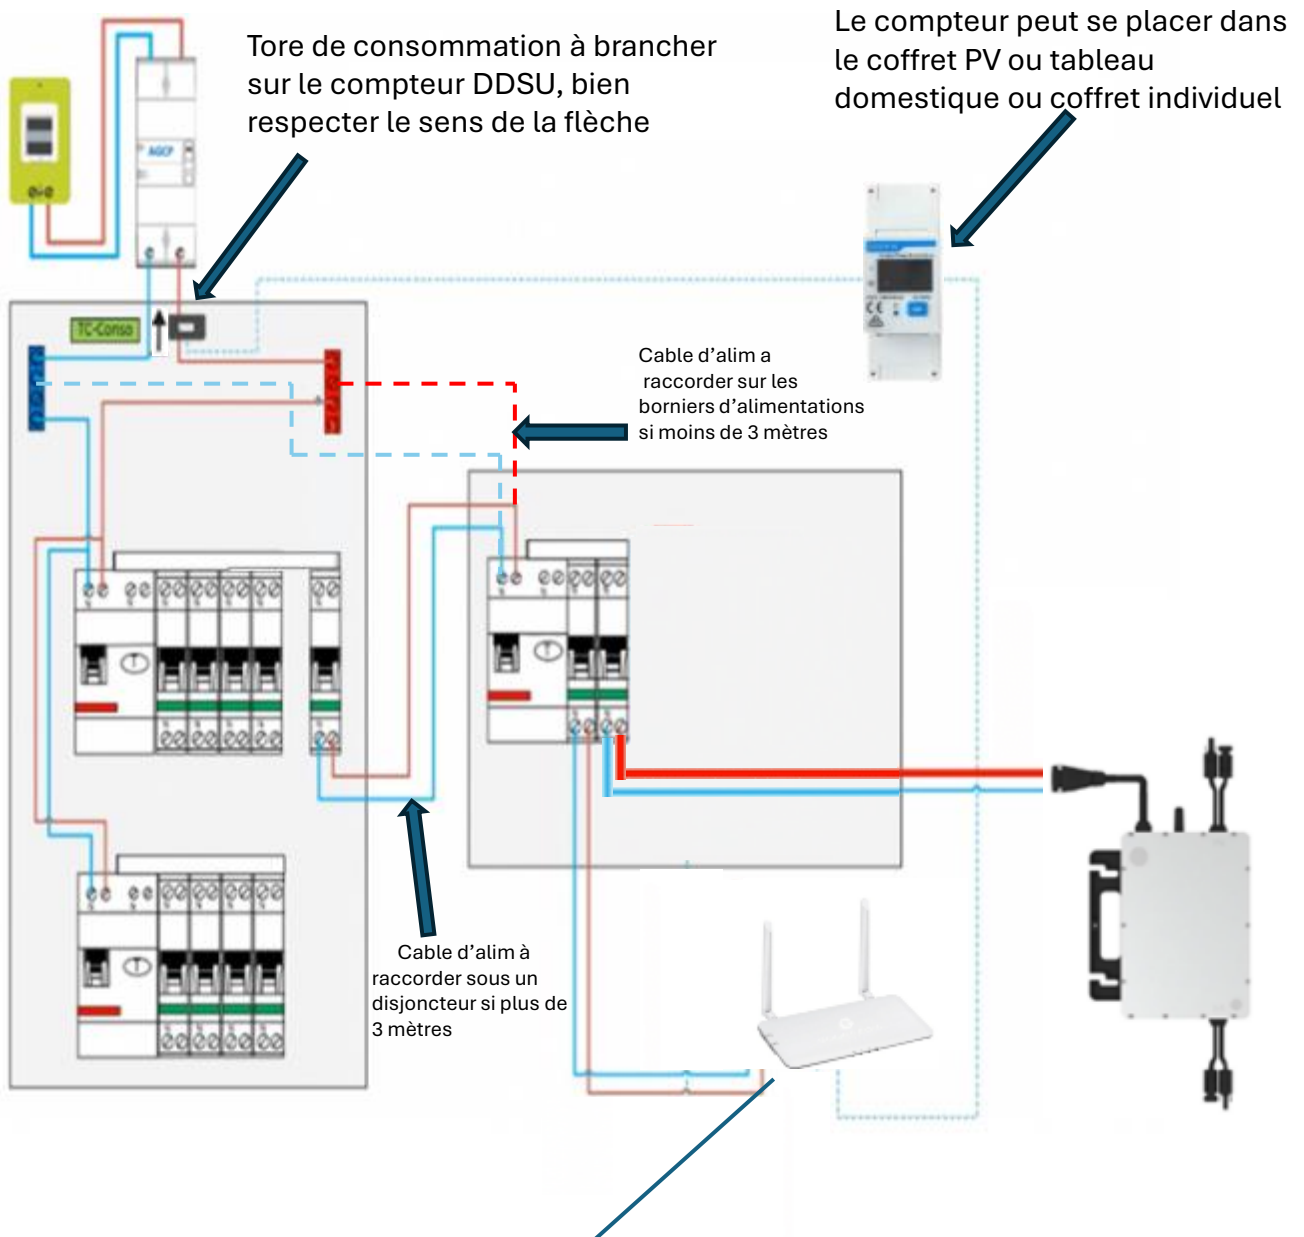 Tore de consommation à brancher
sur le compteur DDSU, bien
respecter le sens de la flèche
Le compteur peut se placer dans
le coffret PV ou tableau
domestique ou coffret individuel
AGCP
TC-Conso
Cable d’alim a
raccorder sur les
borniers d’alimentations
si moins de 3 mètres
Cable d’alim à
raccorder sous un
disjoncteur si plus de
3 mètres